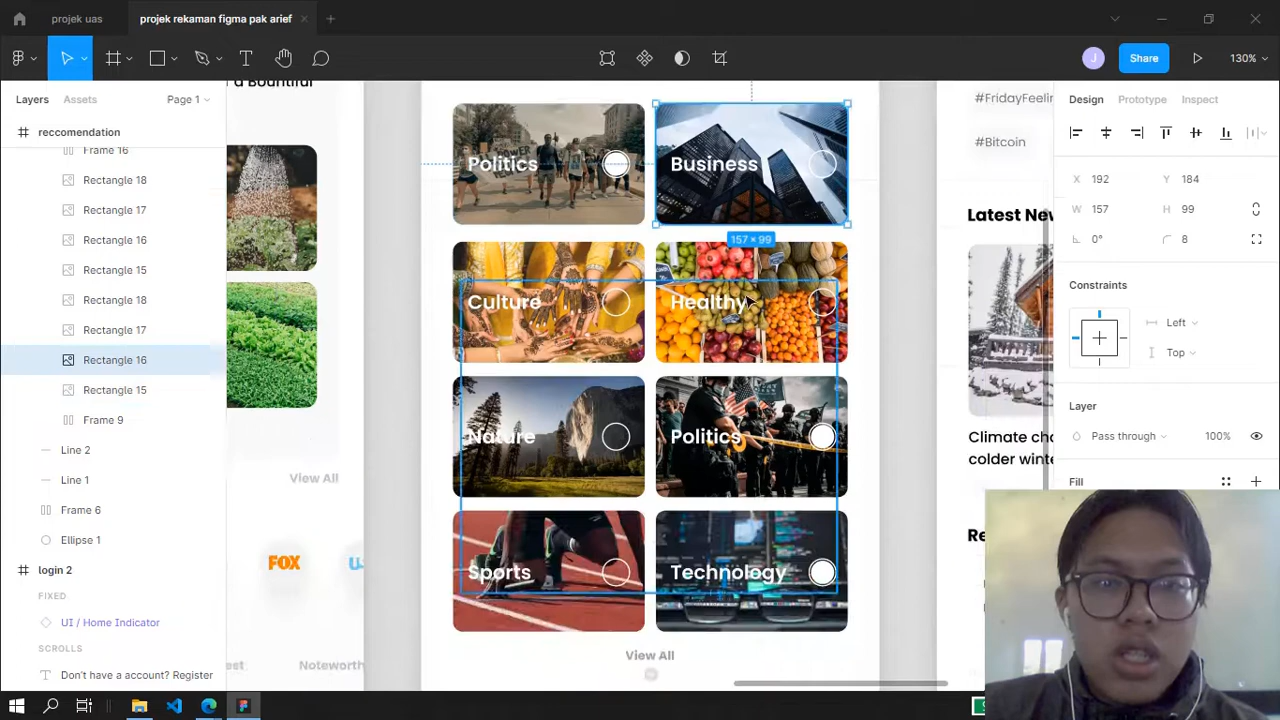 projek uas
projek rekaman figma pak arief
Share
130%
Layers
Assets
Page 1
reccomendation
Frame 16
Rectangle 18
Rectangle 17
Rectangle 16
Rectangle 15
Rectangle 18
Rectangle 17
Rectangle 16
Rectangle 15
Frame 9
Line 2
Line 1
Frame 6
Ellipse 1
login 2
FIXED
UI / Home Indicator
SCROLLS
Don't have a account? Register
a Bountiful
View All
FOX
Noteworth
Politics
Business
157 × 99
Culture
Healthy
Nature
Politics
Sports
Technology
View All
#FridayFeelin
#Bitcoin
Latest New
Climate cha
colder winte
Re
Design
Prototype
Inspect
X 192
Y 184
W 157
H 99
0°
8
Constraints
Left
Top
Layer
Pass through
100%
Fill